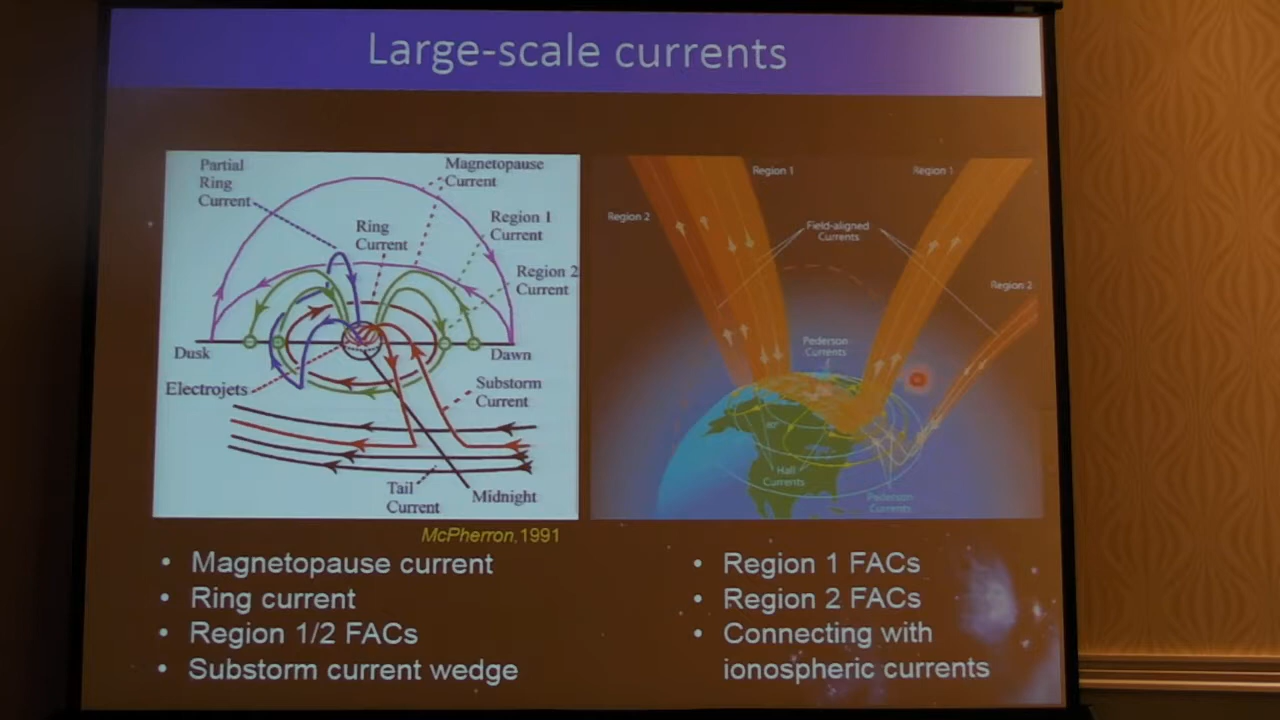 Large-scale currents
Partial
Ring
Current
Magnetopause
Current
Ring
Current
Region 1
Current
Region 2
Current
Dusk
Dawn
Electrojets
Substorm
Current
Tail
Current
Midnight
McPherron, 1991
Region 1
Region 1
Region 2
Field-aligned
Currents
Region 2
Pederson
Currents
Hall
Currents
Pederson
Currents
• Magnetopause current
• Ring current
• Region 1/2 FACs
• Substorm current wedge
• Region 1 FACs
• Region 2 FACs
• Connecting with
ionospheric currents